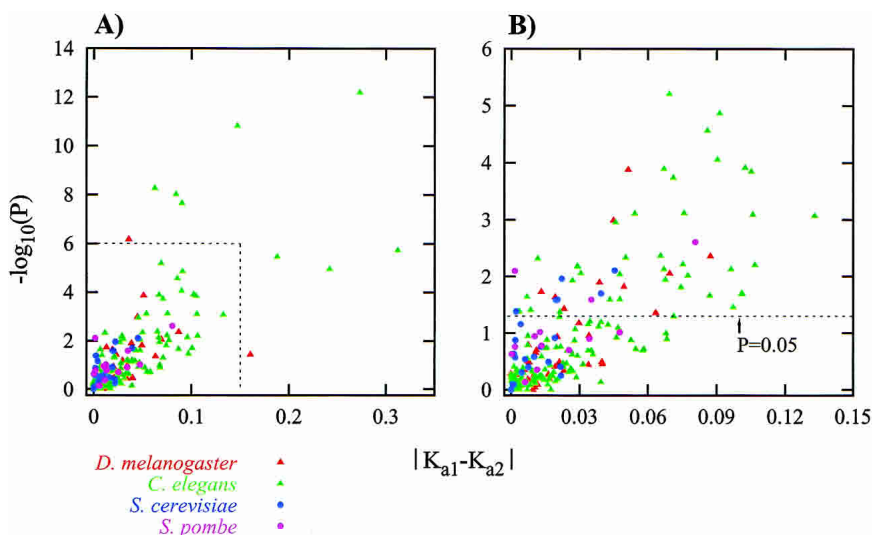 A)
B)
14
12
10
8
6
4
2
0
0
0.1
0.2
0.3
-log10(P)
6
5
4
3
2
1
0
0
0.03
0.06
0.09
0.12
0.15
P=0.05
|Ka1-Ka2|
D. melanogaster
C. elegans
S. cerevisiae
S. pombe